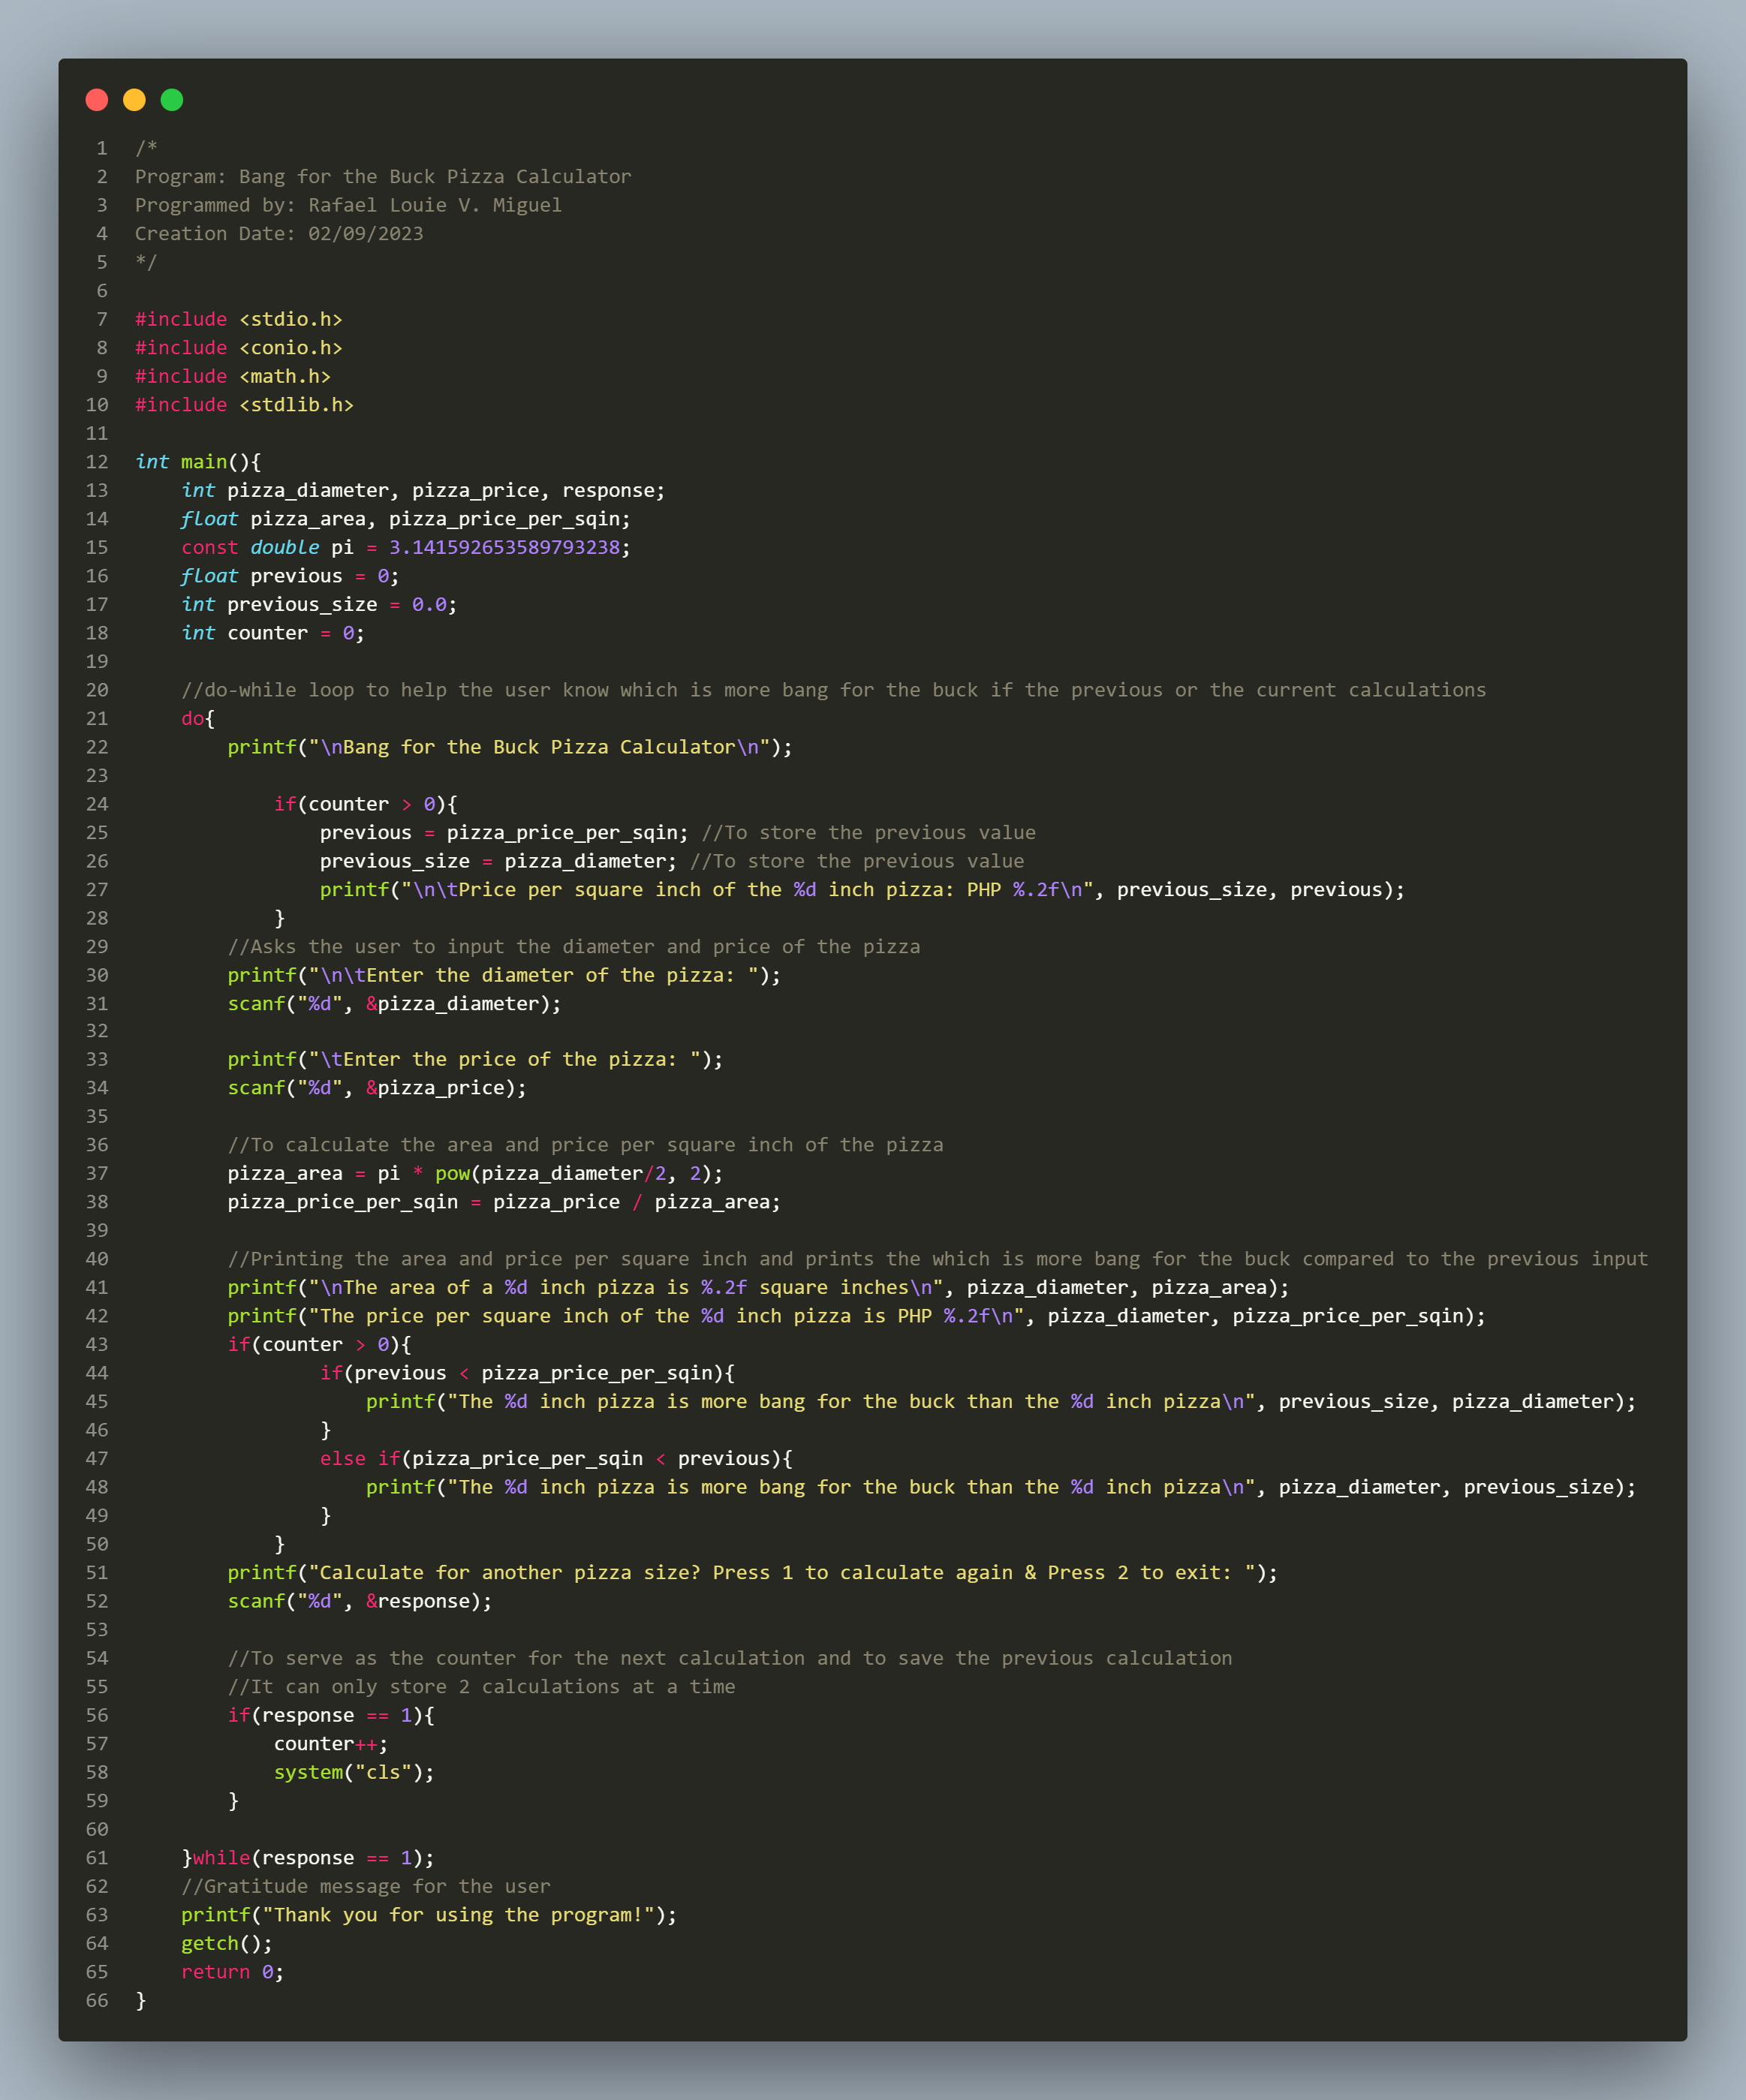 1 /*
2 Program: Bang for the Buck Pizza Calculator
3 Programmed by: Rafael Louie V. Miguel
4 Creation Date: 02/09/2023
5 */
6
7 #include <stdio.h>
8 #include <conio.h>
9 #include <math.h>
10 #include <stdlib.h>
11
12 int main(){
13     int pizza_diameter, pizza_price, response;
14     float pizza_area, pizza_price_per_sqin;
15     const double pi = 3.141592653589793238;
16     float previous = 0;
17     int previous_size = 0.0;
18     int counter = 0;
19
20     //do-while loop to help the user know which is more bang for the buck if the previous or the current calculations
21     do{
22         printf("\nBang for the Buck Pizza Calculator\n");
23
24             if(counter > 0){
25                 previous = pizza_price_per_sqin; //To store the previous value
26                 previous_size = pizza_diameter; //To store the previous value
27                 printf("\n\tPrice per square inch of the %d inch pizza: PHP %.2f\n", previous_size, previous);
28             }
29         //Asks the user to input the diameter and price of the pizza
30         printf("\n\tEnter the diameter of the pizza: ");
31         scanf("%d", &pizza_diameter);
32
33         printf("\tEnter the price of the pizza: ");
34         scanf("%d", &pizza_price);
35
36         //To calculate the area and price per square inch of the pizza
37         pizza_area = pi * pow(pizza_diameter/2, 2);
38         pizza_price_per_sqin = pizza_price / pizza_area;
39
40         //Printing the area and price per square inch and prints the which is more bang for the buck compared to the previous input
41         printf("\nThe area of a %d inch pizza is %.2f square inches\n", pizza_diameter, pizza_area);
42         printf("The price per square inch of the %d inch pizza is PHP %.2f\n", pizza_diameter, pizza_price_per_sqin);
43         if(counter > 0){
44                 if(previous < pizza_price_per_sqin){
45                     printf("The %d inch pizza is more bang for the buck than the %d inch pizza\n", previous_size, pizza_diameter);
46                 }
47                 else if(pizza_price_per_sqin < previous){
48                     printf("The %d inch pizza is more bang for the buck than the %d inch pizza\n", pizza_diameter, previous_size);
49                 }
50             }
51         printf("Calculate for another pizza size? Press 1 to calculate again & Press 2 to exit: ");
52         scanf("%d", &response);
53
54         //To serve as the counter for the next calculation and to save the previous calculation
55         //It can only store 2 calculations at a time
56         if(response == 1){
57             counter++;
58             system("cls");
59         }
60
61     }while(response == 1);
62     //Gratitude message for the user
63     printf("Thank you for using the program!");
64     getch();
65     return 0;
66 }